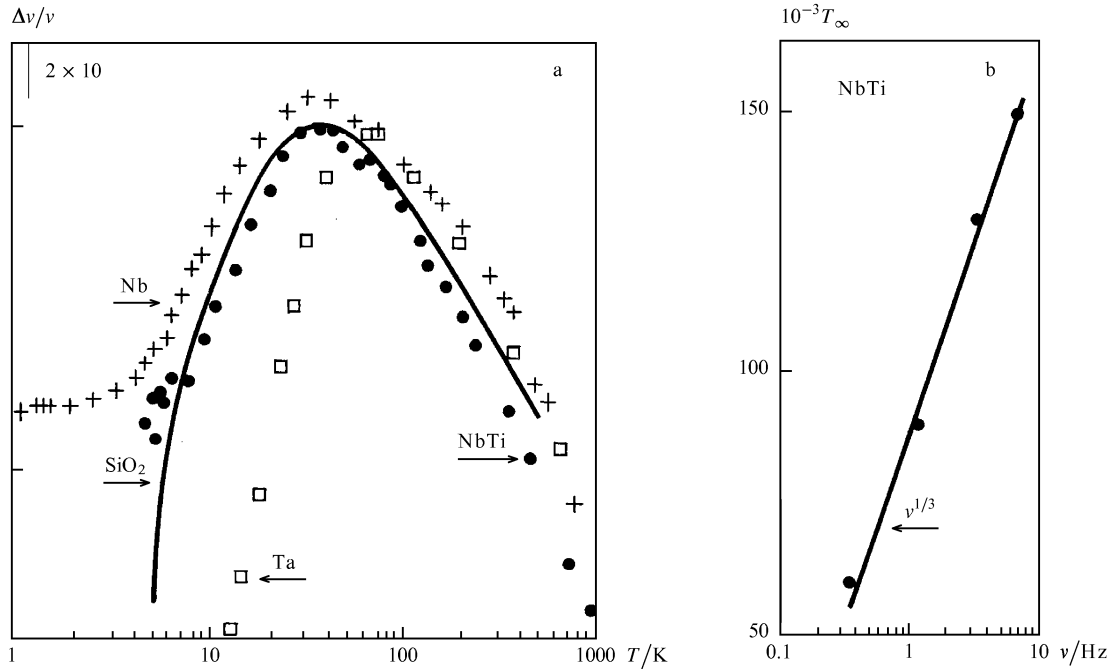 Δv/v
2 × 10
a
Nb
SiO₂
NbTi
Ta
1
10
100
1000
T/K
10⁻³T∞
b
NbTi
150
100
50
ν^1/3
0.1
1
10
ν/Hz